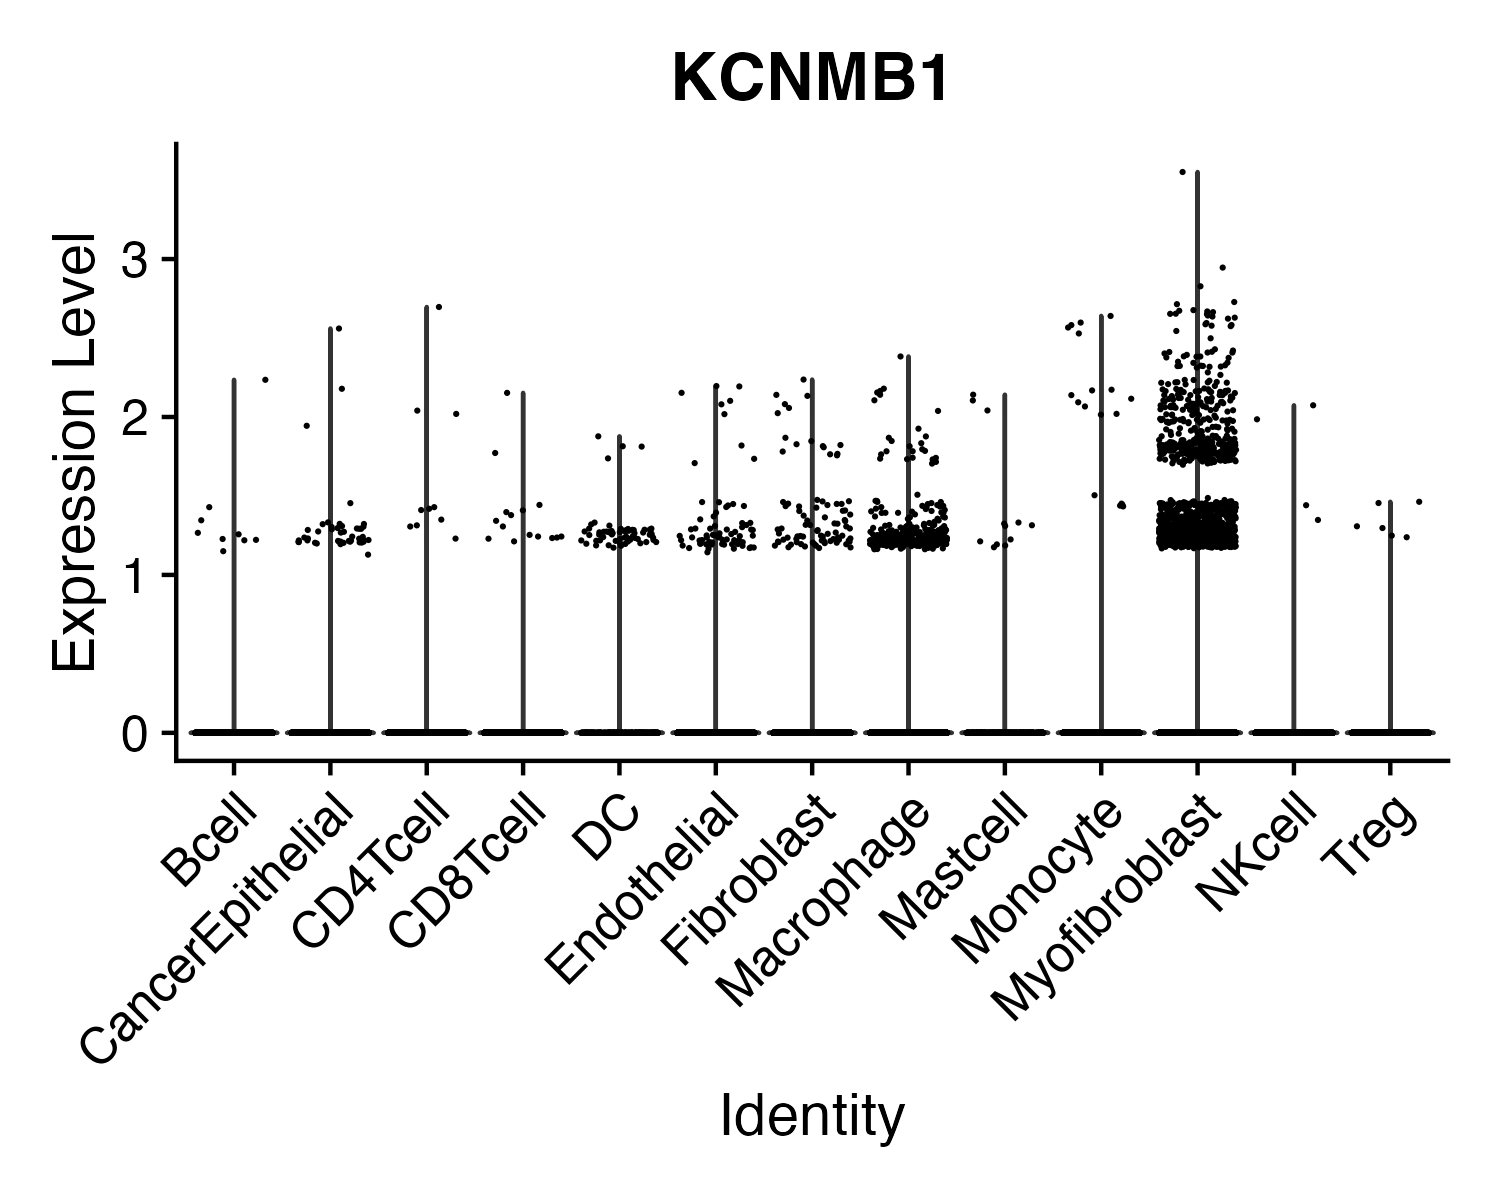 KCNMB1
Expression Level
3
2
1
0
Bcell
CancerEpithelial
CD4Tcell
CD8Tcell
DC
Endothelial
Fibroblast
Macrophage
Mastcell
Monocyte
Myofibroblast
NKcell
Treg
Identity